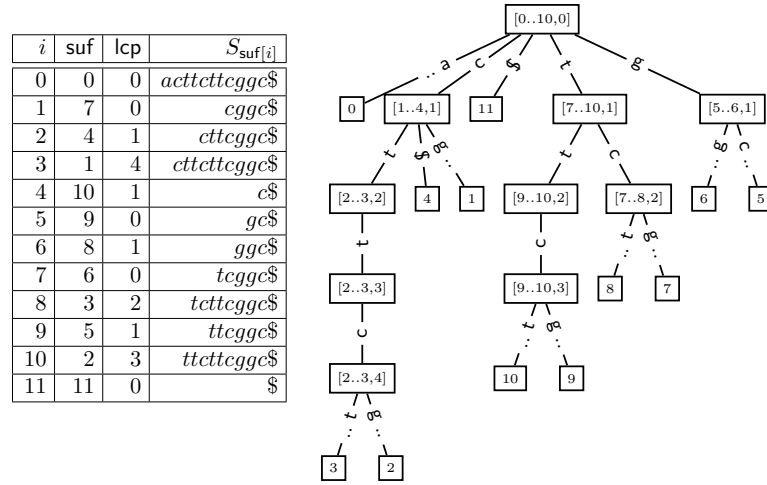 i suf lcp S_suf[i]
0 0 0 acttcttcggc$
1 7 0 cggc$
2 4 1 cttcggc$
3 1 4 cttcttcggc$
4 10 1 c$
5 9 0 gc$
6 8 1 ggc$
7 6 0 tcggc$
8 3 2 tcttcggc$
9 5 1 ttcggc$
10 2 3 ttcttcggc$
11 11 0 $
[0..10,0]
..a c $ t g
0 [1..4,1] 11 [7..10,1] [5..6,1]
t $ g.. t c ..g c..
[2..3,2] 4 1 [9..10,2] [7..8,2] 6 5
t c ..t g..
[2..3,3] [9..10,3] 8 7
c ..t g..
[2..3,4] 10 9
..t g..
3 2